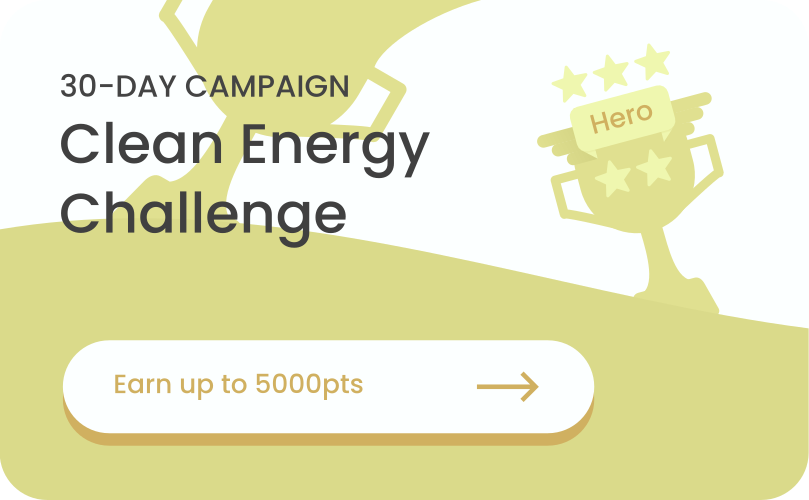 30-DAY CAMPAIGN
Clean Energy
Challenge
Hero
Earn up to 5000pts